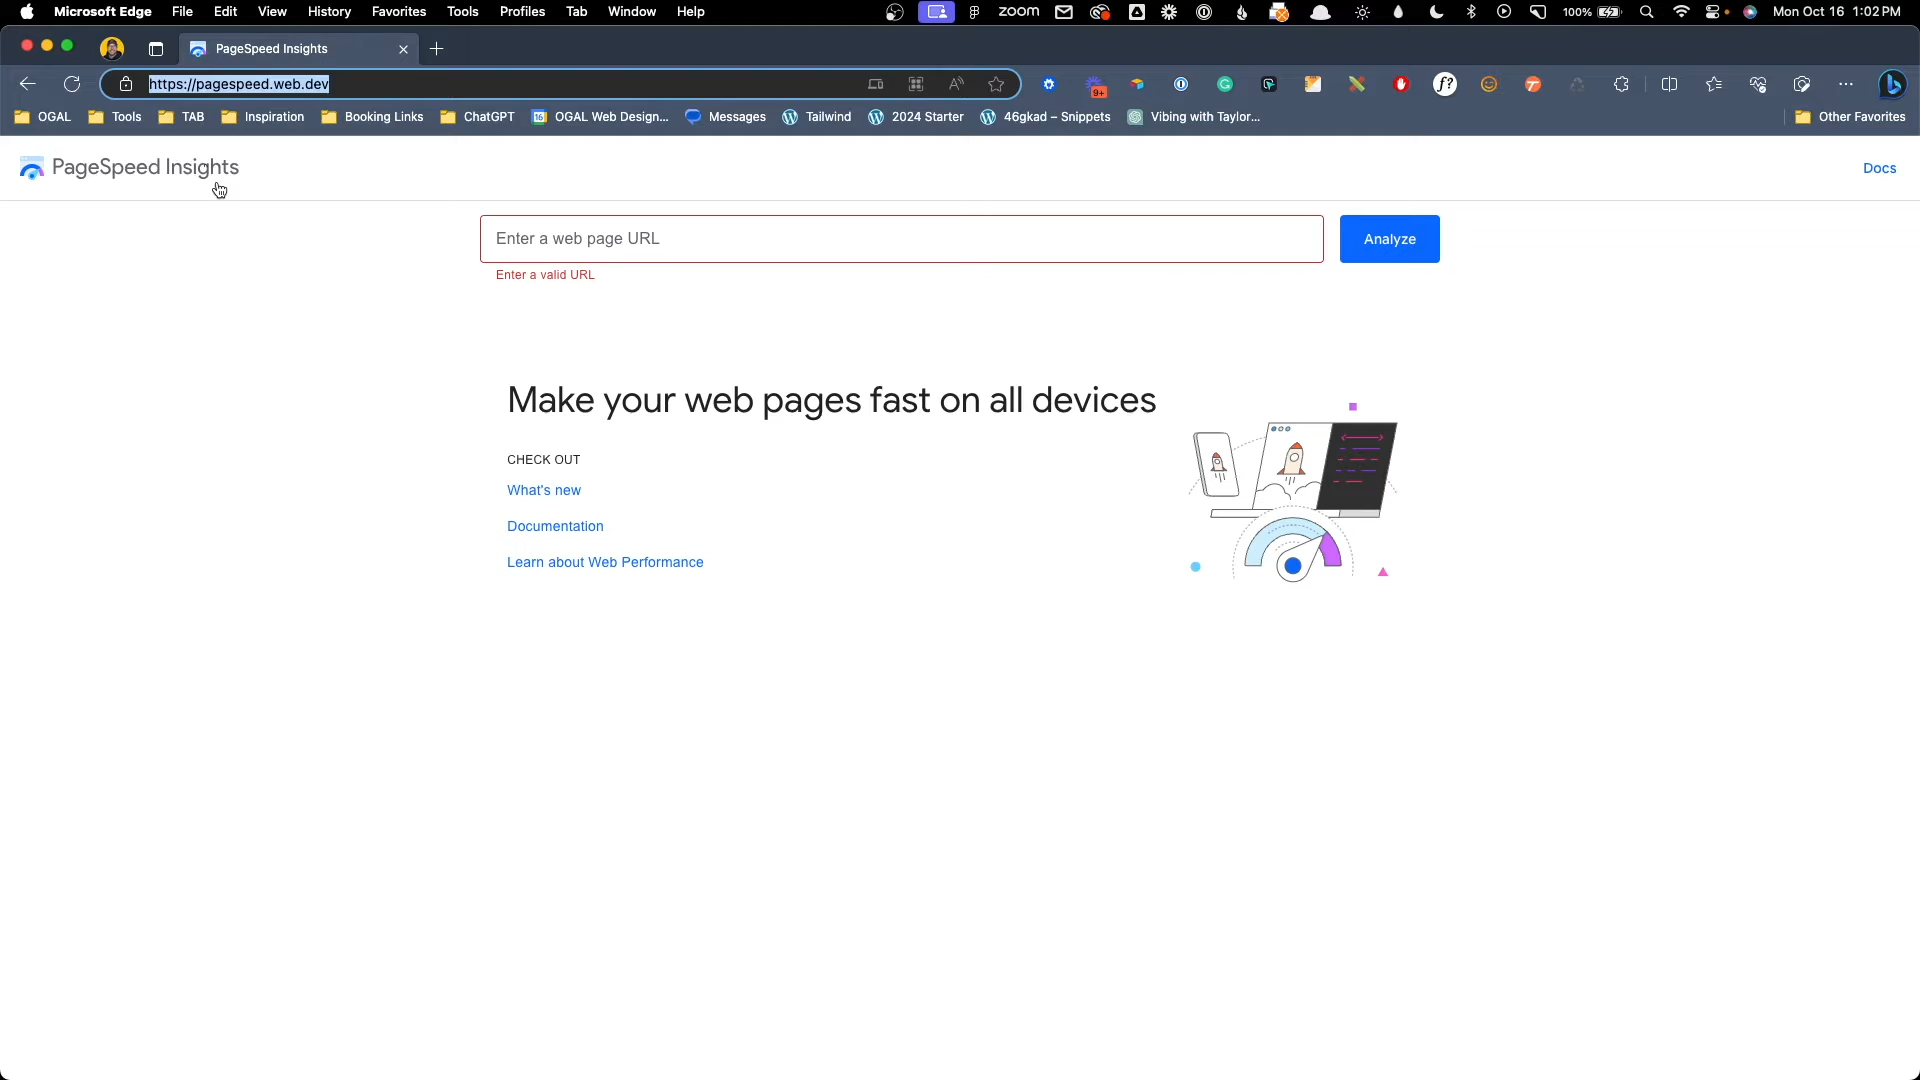 Microsoft Edge File Edit View History Favorites Tools Profiles Tab Window Help zoom 100% Mon Oct 16 1:02 PM
PageSpeed Insights
https://pagespeed.web.dev
9+
f?
OGAL Tools TAB Inspiration Booking Links ChatGPT 16 OGAL Web Design... Messages Tailwind 2024 Starter 46gkad – Snippets Vibing with Taylor... Other Favorites
PageSpeed Insights Docs
Enter a web page URL Analyze
Enter a valid URL
Make your web pages fast on all devices
CHECK OUT
What's new
Documentation
Learn about Web Performance